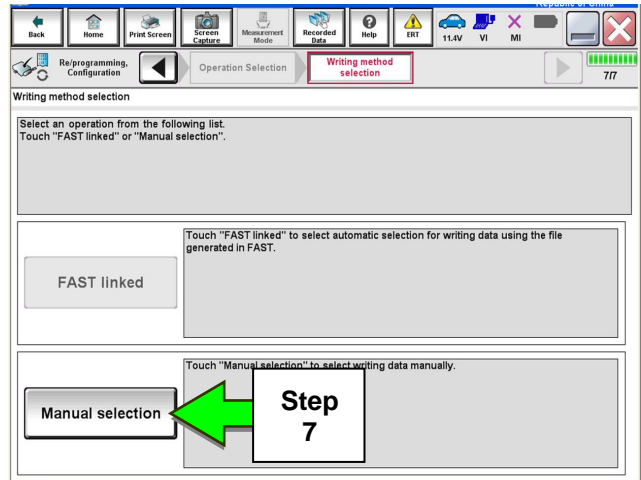 Republic of China
Back
Home
Print Screen
Screen Capture
Measurement Mode
Recorded Data
Help
ERT
11.4V
VI
MI
Re/programming, Configuration
Operation Selection
Writing method selection
7/7
Writing method selection
Select an operation from the following list.
Touch "FAST linked" or "Manual selection".
FAST linked
Touch "FAST linked" to select automatic selection for writing data using the file
generated in FAST.
Manual selection
Touch "Manual selection" to select writing data manually.
Step
7